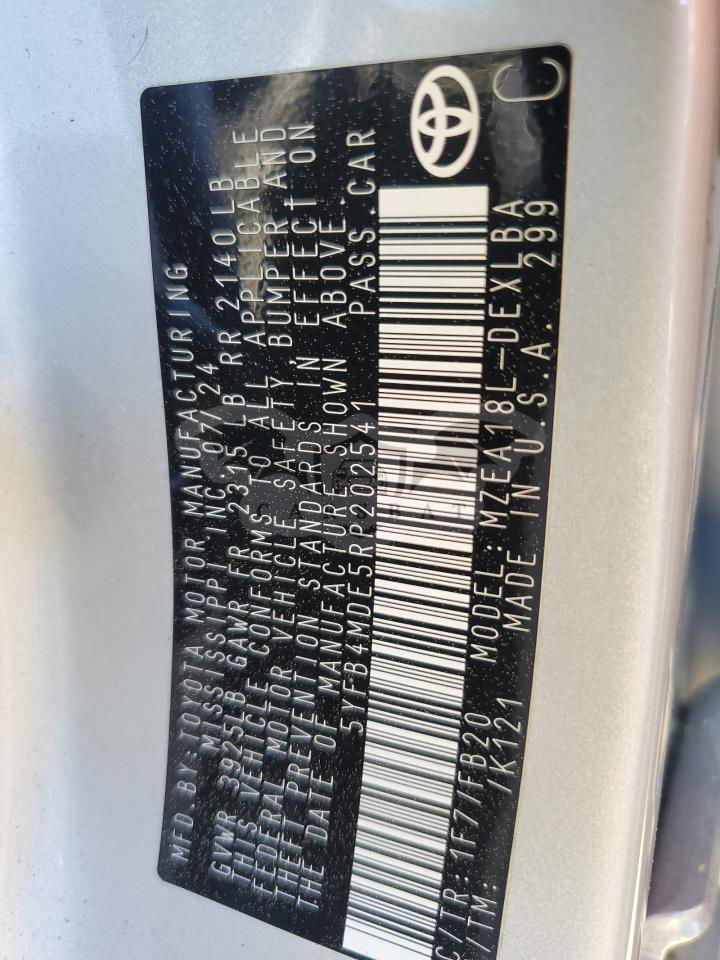 MFD BY:TOYOTA MOTOR MANUFACTURING
MISSISSIPPI INC 07/24
GVWR 3925LB GAWR FR 2315 LB RR 2140LB
THIS VEHICLE CONFORMS TO ALL APPLICABLE
FEDERAL MOTOR VEHICLE SAFETY, BUMPER AND
THEFT PREVENTION STANDARDS IN EFFECT ON
THE DATE OF MANUFACTURE SHOWN ABOVE.
5YFB4MDE5RP202541 PASS.CAR
C/TR:1F7/FB20 MODEL:MZEA18L-DEXLBA
/TM: /K121 MADE IN U.S.A.299
C